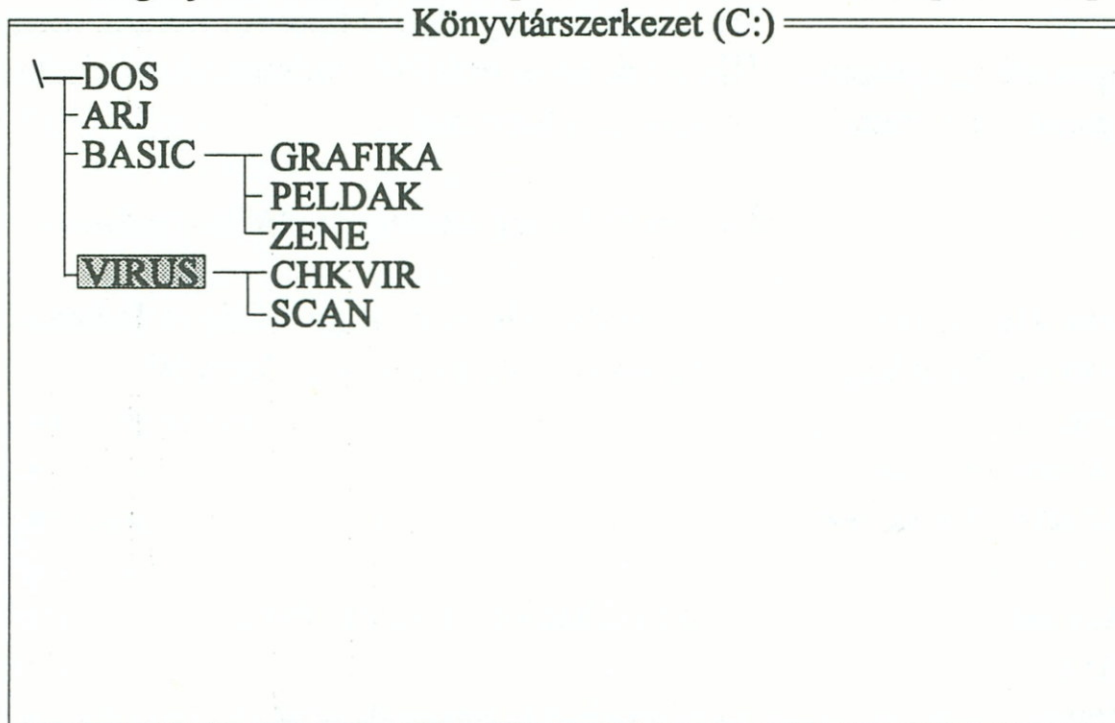 Könyvtárszerkezet (C:)
\ DOS
ARJ
BASIC GRAFIKA
PELDAK
ZENE
VIRUS CHKVIR
SCAN